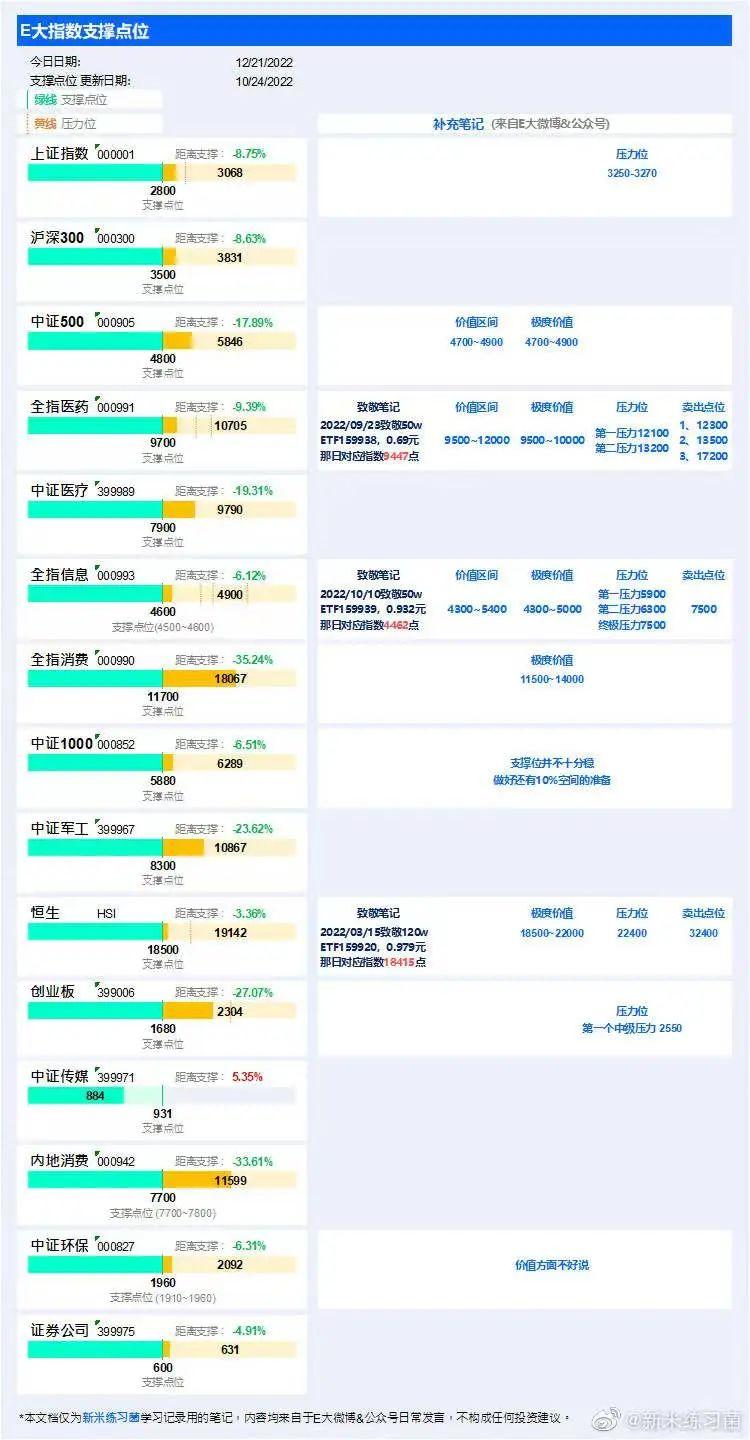 E大指数支撑点位
今日日期: 12/21/2022
支撑点位 更新日期: 10/24/2022
绿线 支撑点位
黄线 压力位
补充笔记 (来自E大微博&公众号)
上证指数 000001 距离支撑: -8.75%
3068
2800
支撑点位
压力位
3250-3270
沪深300 000300 距离支撑: -8.63%
3831
3500
支撑点位
中证500 000905 距离支撑: -17.89%
5846
4800
支撑点位
价值区间 极度价值
4700~4900 4700~4900
全指医药 000991 距离支撑: -9.39%
10705
9700
支撑点位
致敬笔记
2022/09/23致敬50w
ETF159938, 0.69元
那日对应指数9447点
价值区间
9500~12000
极度价值
9500~10000
压力位
第一压力12100
第二压力13200
卖出点位
1、12300
2、13500
3、17200
中证医疗 399989 距离支撑: -19.31%
9790
7900
支撑点位
全指信息 000993 距离支撑: -6.12%
4900
4600
支撑点位(4500~4600)
致敬笔记
2022/10/10致敬50w
ETF159939, 0.932元
那日对应指数4462点
价值区间
4300~5400
极度价值
4300~5000
压力位
第一压力5900
第二压力6300
终极压力7500
卖出点位
7500
全指消费 000990 距离支撑: -35.24%
18067
11700
支撑点位
极度价值
11500~14000
中证1000 000852 距离支撑: -6.51%
6289
5880
支撑点位
支撑位并不十分稳
做好还有10%空间的准备
中证军工 399967 距离支撑: -23.62%
10867
8300
支撑点位
恒生 HSI 距离支撑: -3.36%
19142
18500
支撑点位
致敬笔记
2022/03/15致敬120w
ETF159920, 0.979元
那日对应指数18415点
极度价值
18500~22000
压力位
22400
卖出点位
32400
创业板 399006 距离支撑: -27.07%
2304
1680
支撑点位
压力位
第一个中级压力 2550
中证传媒 399971 距离支撑: 5.35%
884
931
支撑点位
内地消费 000942 距离支撑: -33.61%
11599
7700
支撑点位 (7700~7800)
中证环保 000827 距离支撑: -6.31%
2092
1960
支撑点位 (1910~1960)
价值方面不好说
证券公司 399975 距离支撑: -4.91%
631
600
支撑点位
*本文档仅为新米练习菌学习记录用的笔记,内容均来自于E大微博&公众号日常发言,不构成任何投资建议。
@新米练习菌